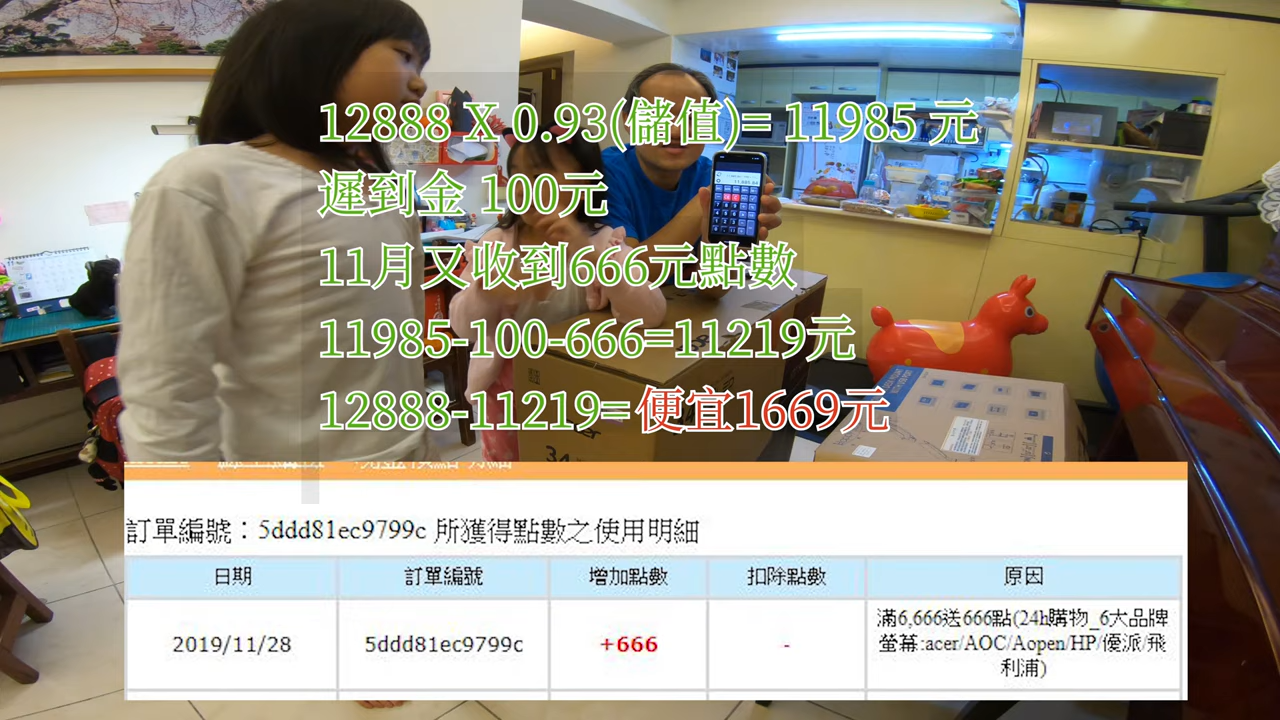 12888 X 0.93(儲值)= 11985 元
遲到金 100元
11月又收到666元點數
11985-100-666=11219元
12888-11219=便宜1669元
訂單編號：5ddd81ec9799c 所獲得點數之使用明細
日期 訂單編號 增加點數 扣除點數 原因
2019/11/28 5ddd81ec9799c +666 - 滿6,666送666點(24h購物_6大品牌
螢幕:acer/AOC/Aopen/HP/優派/飛
利浦)